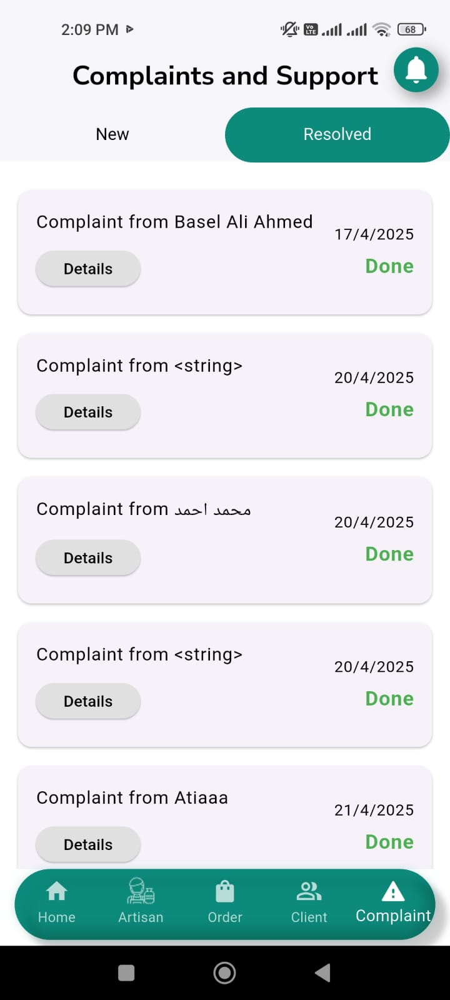 2:09 PM
Vo LTE
68
Complaints and Support
New
Resolved
Complaint from Basel Ali Ahmed
17/4/2025
Details
Done
Complaint from <string>
20/4/2025
Details
Done
Complaint from محمد احمد
20/4/2025
Details
Done
Complaint from <string>
20/4/2025
Details
Done
Complaint from Atiaaa
21/4/2025
Details
Done
Home
Artisan
Order
Client
Complaint